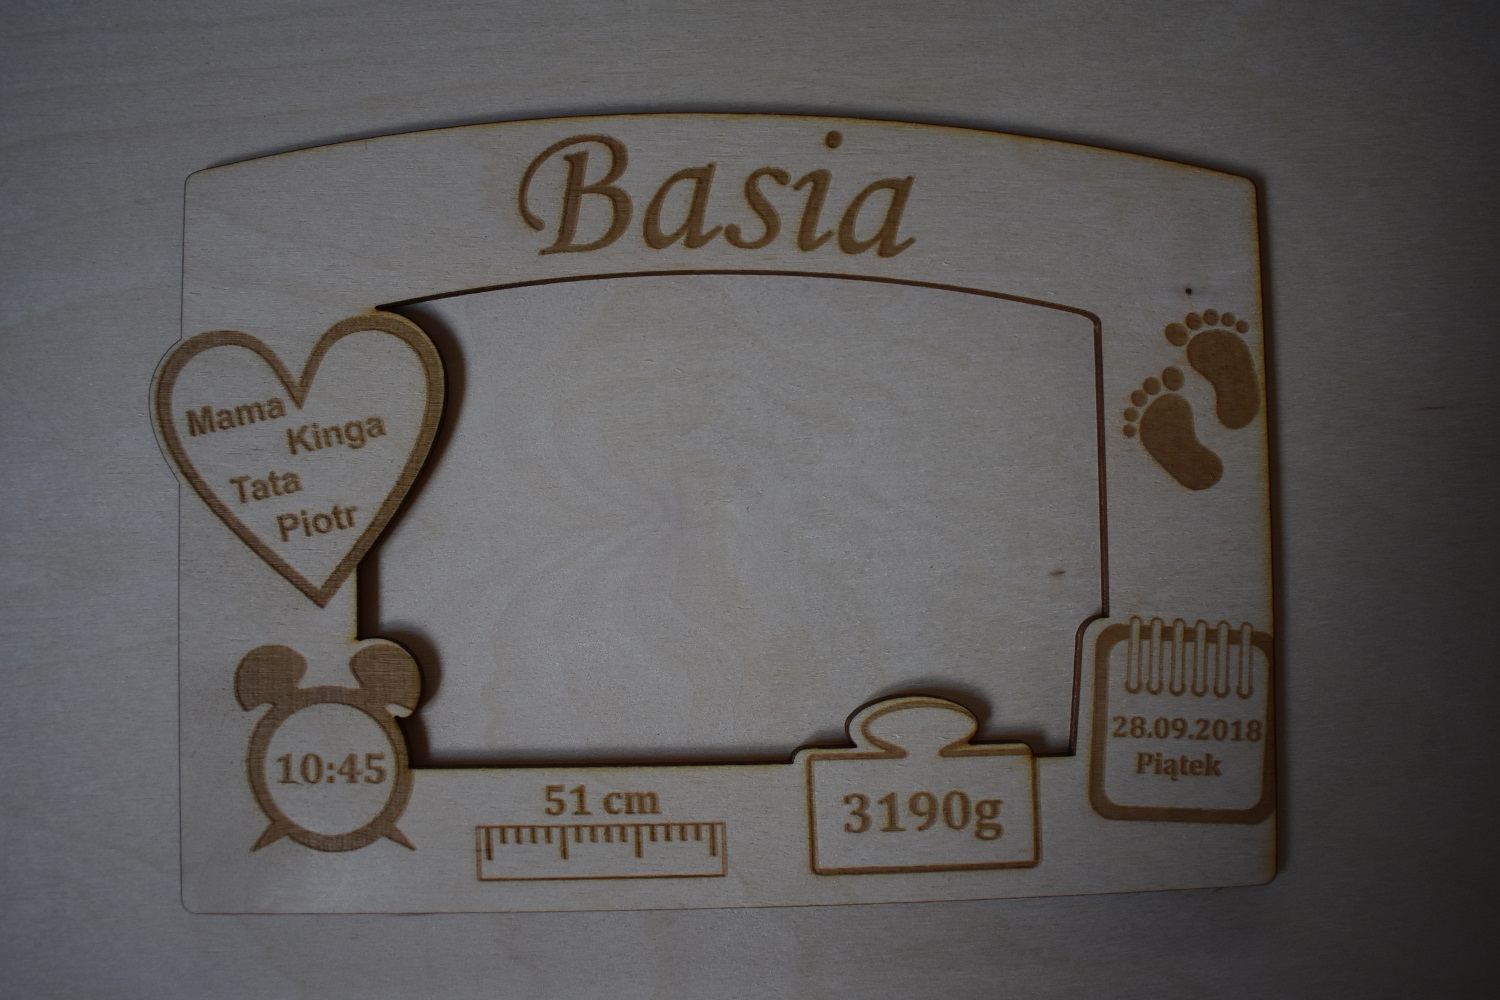 Basia
Mama
Kinga
Tata
Piotr
10:45
51 cm
3190g
28.09.2018
Piątek